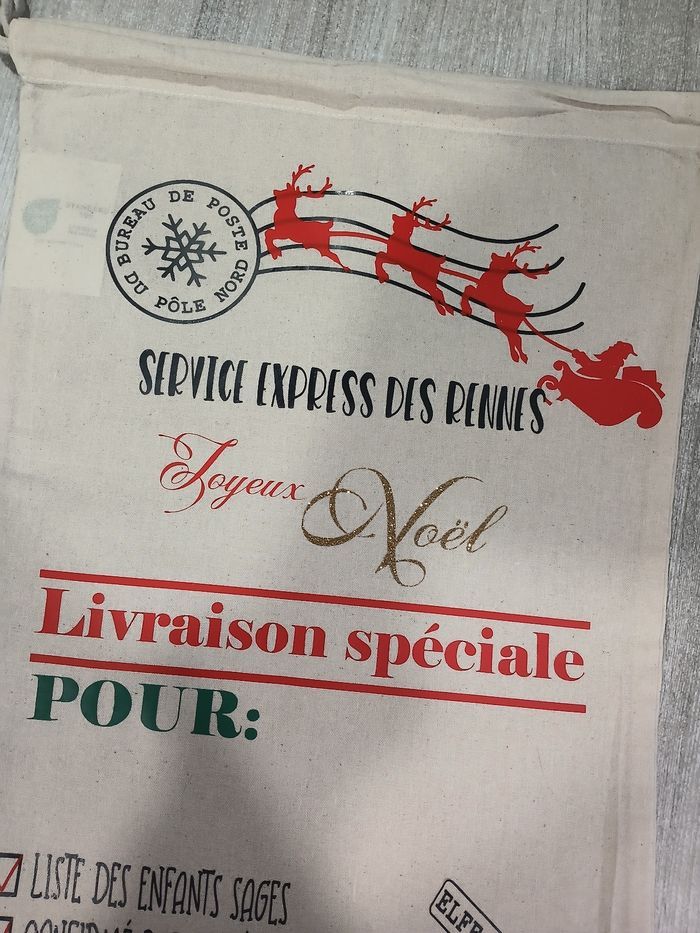 BUREAU DE POSTE
DU PÔLE NORD
SERVICE EXPRESS DES RENNES
Joyeux Noël
Livraison spéciale
POUR:
LISTE DES ENFANTS SAGES